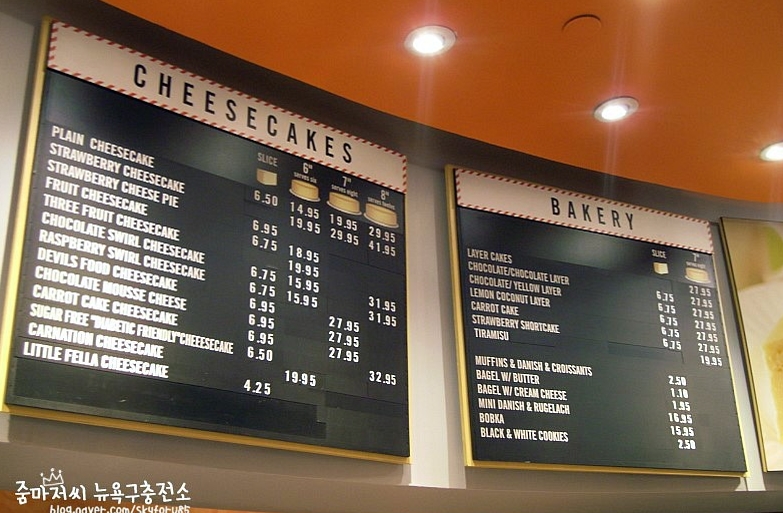 CHEESECAKES
SLICE 6" 7" 8"
serves six serves eight serves twelve
PLAIN CHEESECAKE 6.50 14.95 19.95 29.95
STRAWBERRY CHEESECAKE 19.95 29.95 41.95
STRAWBERRY CHEESE PIE 6.95
FRUIT CHEESECAKE 6.75 18.95
THREE FRUIT CHEESECAKE 19.95
CHOCOLATE SWIRL CHEESECAKE 6.75 15.95 31.95
RASPBERRY SWIRL CHEESECAKE 6.75 15.95 31.95
DEVILS FOOD CHEESECAKE 6.95 27.95
CHOCOLATE MOUSSE CHEESE 6.95 27.95
CARROT CAKE CHEESECAKE 6.95 27.95
SUGAR FREE "DIABETIC FRIENDLY" CHEEESECAKE 6.50 32.95
CARNATION CHEESECAKE 19.95
LITTLE FELLA CHEESECAKE 4.25
BAKERY
SLICE 7"
LAYER CAKES 27.95
CHOCOLATE/CHOCOLATE LAYER 6.75 27.95
CHOCOLATE/ YELLOW LAYER 6.75 27.95
LEMON COCONUT LAYER 6.75 27.95
CARROT CAKE 6.75 27.95
STRAWBERRY SHORTCAKE 6.75 19.95
TIRAMISU
MUFFINS & DANISH & CROISSANTS 2.50
BAGEL W/ BUTTER 1.10
BAGEL W/ CREAM CHEESE 1.95
MINI DANISH & RUGELACH 16.95
BOBKA 15.95
BLACK & WHITE COOKIES 2.50
줌마저씨 뉴욕구충전소
blog.naver.com/skyforu85